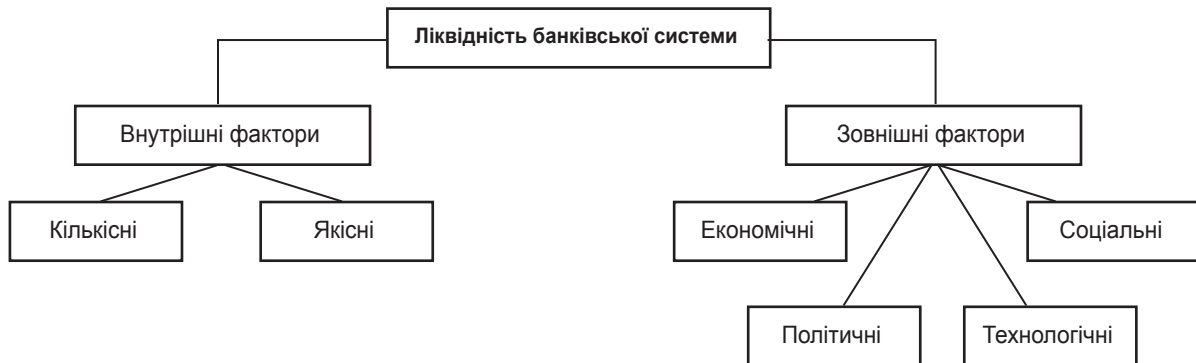 Ліквідність банківської системи
Внутрішні фактори
Зовнішні фактори
Кількісні
Якісні
Економічні
Соціальні
Політичні
Технологічні